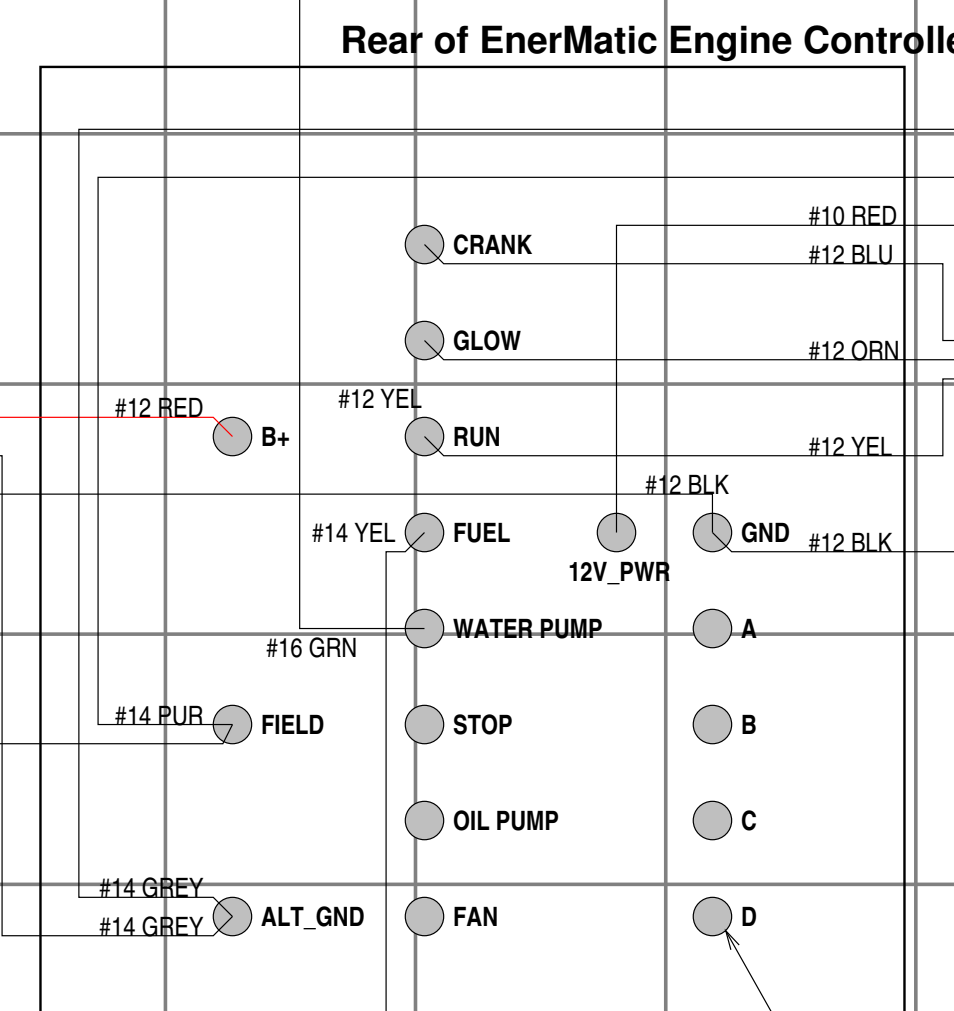 Rear of EnerMatic Engine Controlle
#10 RED
CRANK
#12 BLU
GLOW
#12 ORN
#12 YEL
#12 RED
B+
RUN
#12 YEL
#12 BLK
#14 YEL
FUEL
GND
#12 BLK
12V_PWR
WATER PUMP
A
#16 GRN
#14 PUR
FIELD
STOP
B
OIL PUMP
C
#14 GREY
#14 GREY
ALT_GND
FAN
D